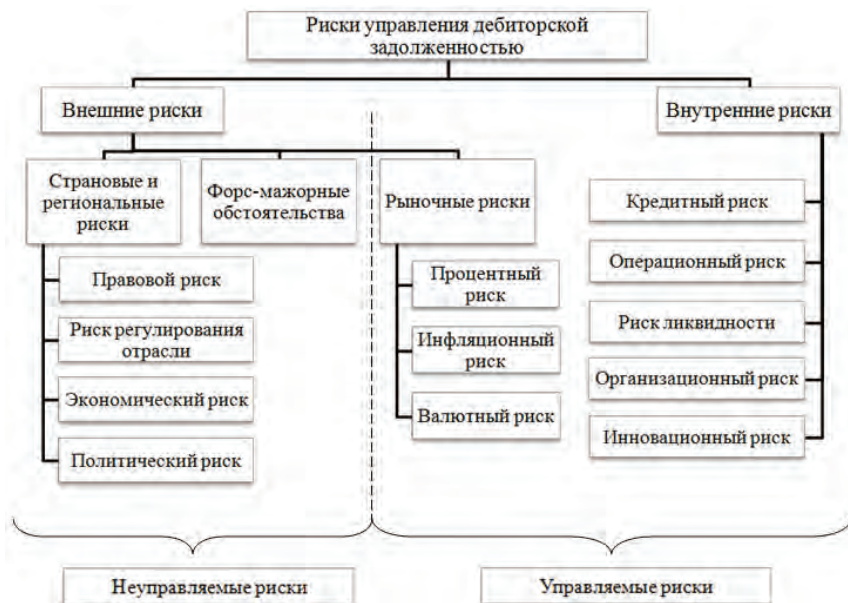 Риски управления дебиторской
задолженностью
Внешние риски
Внутренние риски
Страновые и
региональные
риски
Форс-мажорные
обстоятельства
Рыночные риски
Правовой риск
Риск регулирования
отрасли
Экономический риск
Политический риск
Процентный
риск
Инфляционный
риск
Валютный риск
Кредитный риск
Операционный риск
Риск ликвидности
Организационный риск
Инновационный риск
Неуправляемые риски
Управляемые риски